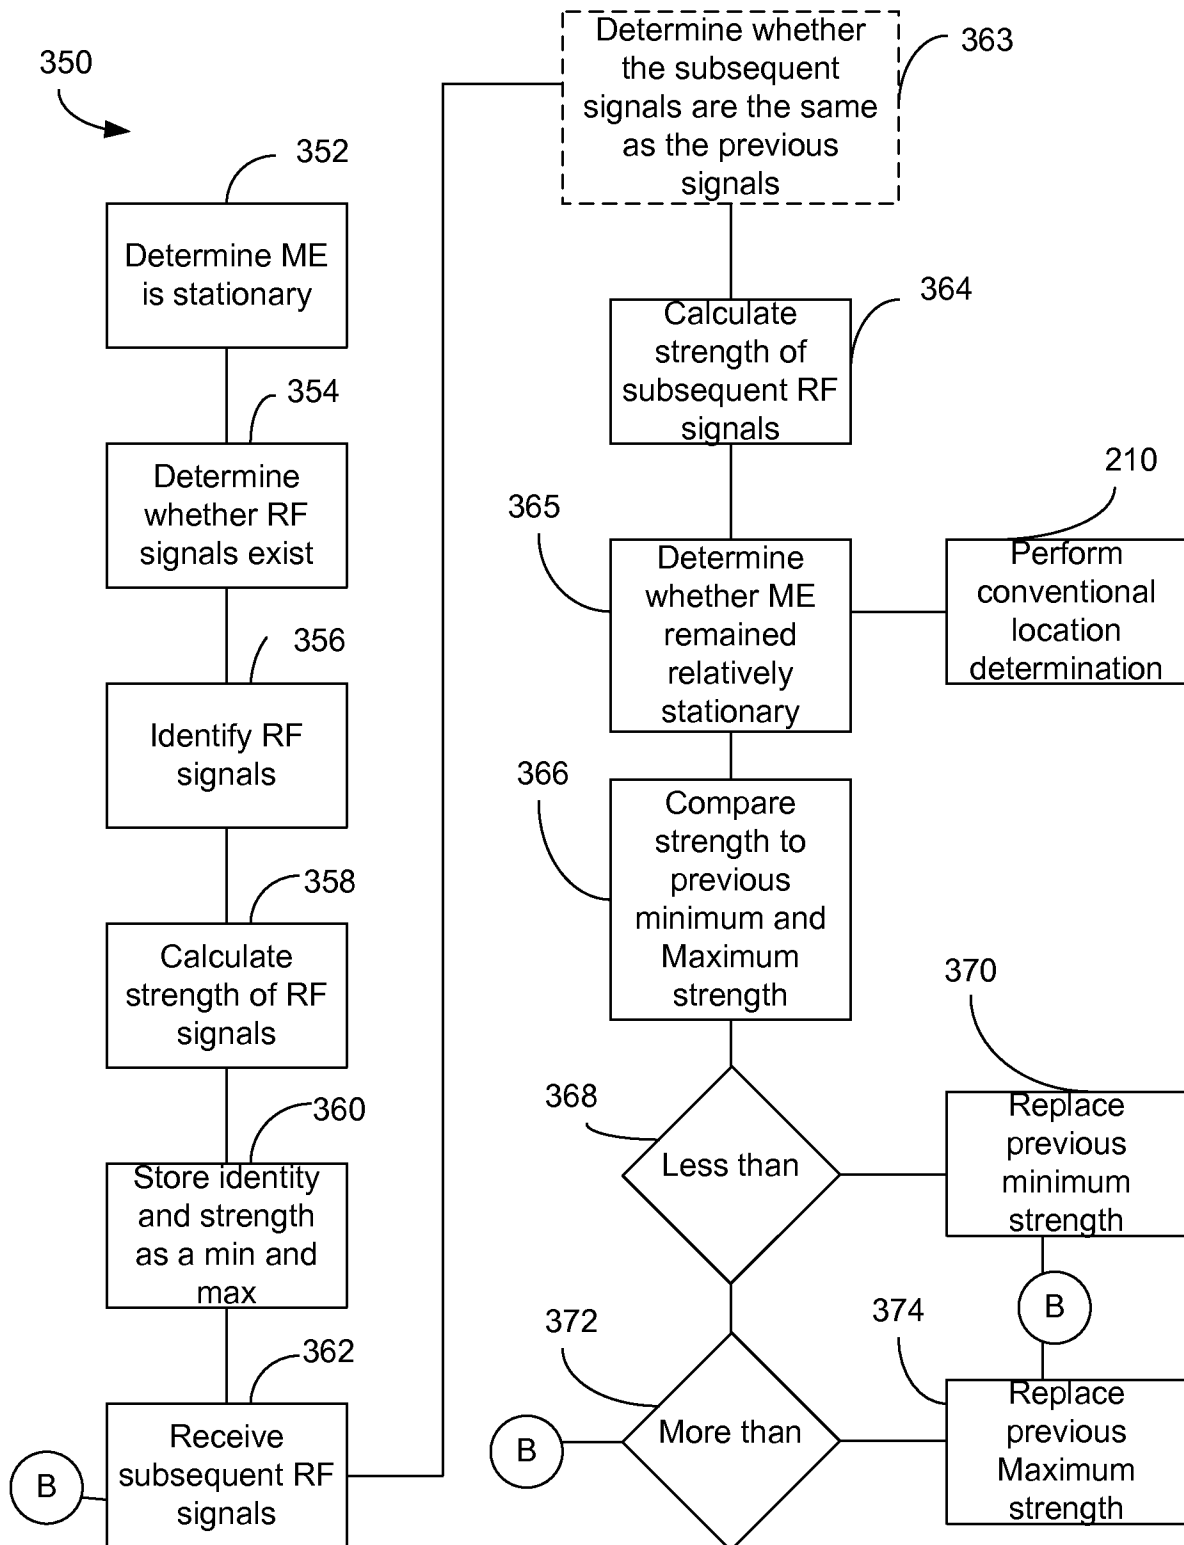 350
352
Determine ME
is stationary
354
Determine
whether RF
signals exist
356
Identify RF
signals
358
Calculate
strength of RF
signals
360
Store identity
and strength
as a min and
max
362
Receive
subsequent RF
signals
B
Determine whether
the subsequent
signals are the same
as the previous
signals
363
Calculate
strength of
subsequent RF
signals
364
365
Determine
whether ME
remained
relatively
stationary
210
Perform
conventional
location
determination
366
Compare
strength to
previous
minimum and
Maximum
strength
368
Less than
370
Replace
previous
minimum
strength
B
372
More than
B
374
Replace
previous
Maximum
strength